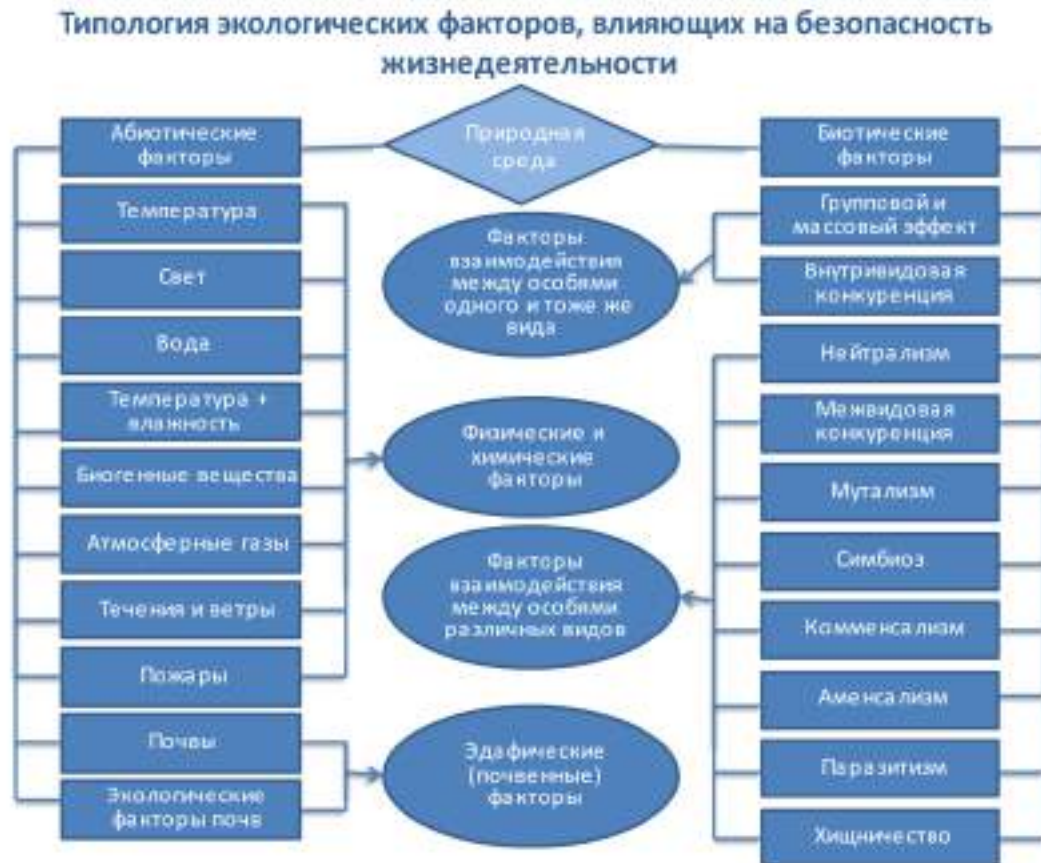 Типология экологических факторов, влияющих на безопасность
жизнедеятельности
Абиотические
факторы
Температура
Свет
Вода
Температура +
влажность
Биогенные вещества
Атмосферные газы
Течения и ветры
Пожары
Почвы
Экологические
факторы почв
Природная
среда
Факторы
взаимодействия
между особями
одного и тоже же
вида
Физические и
химические
факторы
Факторы
взаимодействия
между особями
различных видов
Эдафические
(почвенные)
факторы
Биотические
факторы
Групповой и
массовый эффект
Внутривидовая
конкуренция
Нейтрализм
Межвидовая
конкуренция
Мутализм
Симбиоз
Комменсализм
Аменсализм
Паразитизм
Хищничество